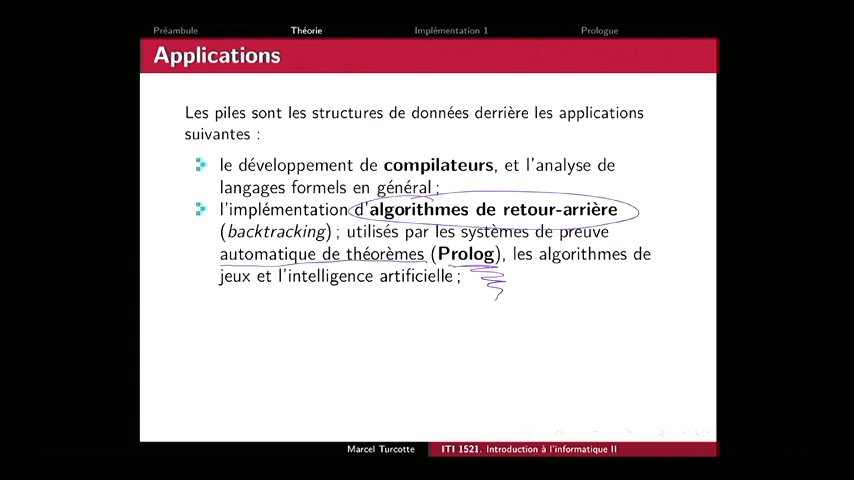 Préambule Théorie Implémentation 1 Prologue
Applications
Les piles sont les structures de données derrière les applications
suivantes :
le développement de compilateurs, et l'analyse de
langages formels en général ;
l'implémentation d'algorithmes de retour-arrière
(backtracking) ; utilisés par les systèmes de preuve
automatique de théorèmes (Prolog), les algorithmes de
jeux et l'intelligence artificielle ;
Marcel Turcotte ITI 1521. Introduction à l'informatique II